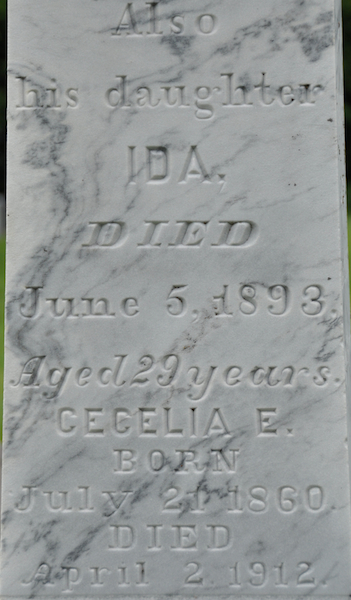 Also
his daughter
IDA,
DIED
June 5, 1893.
Aged 29 years.
CECELIA E.
BORN
July 21 1860.
DIED
April 2, 1912.